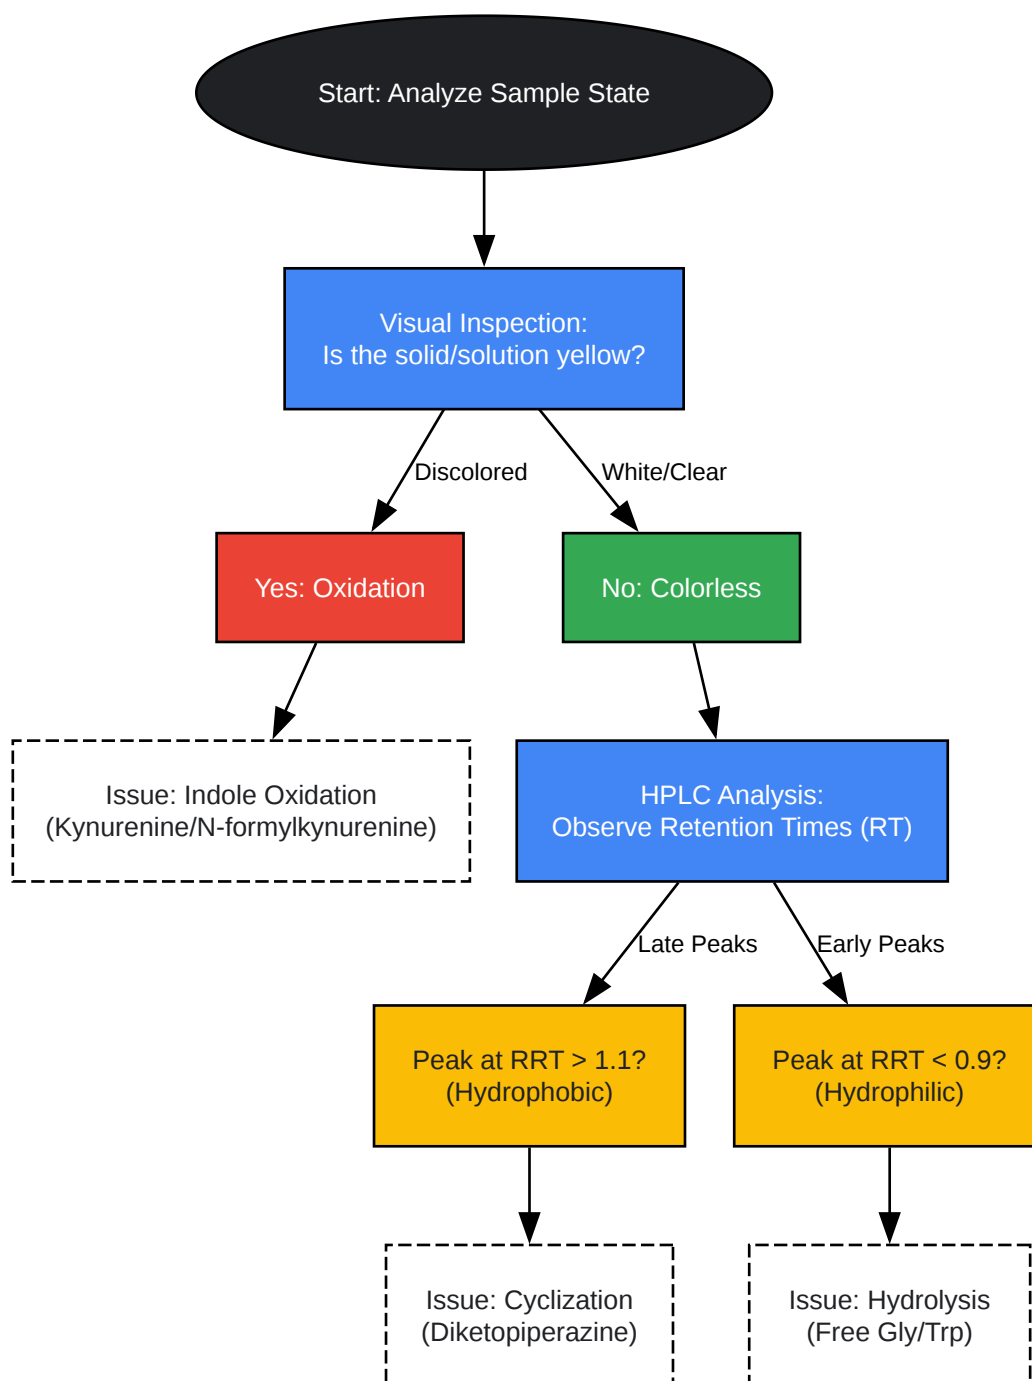 Start: Analyze Sample State
Visual Inspection:
Is the solid/solution yellow?
Discolored
White/Clear
Yes: Oxidation
No: Colorless
Issue: Indole Oxidation
(Kynurenine/N-formylkynurenine)
HPLC Analysis:
Observe Retention Times (RT)
Late Peaks
Early Peaks
Peak at RRT > 1.1?
(Hydrophobic)
Peak at RRT < 0.9?
(Hydrophilic)
Issue: Cyclization
(Diketopiperazine)
Issue: Hydrolysis
(Free Gly/Trp)